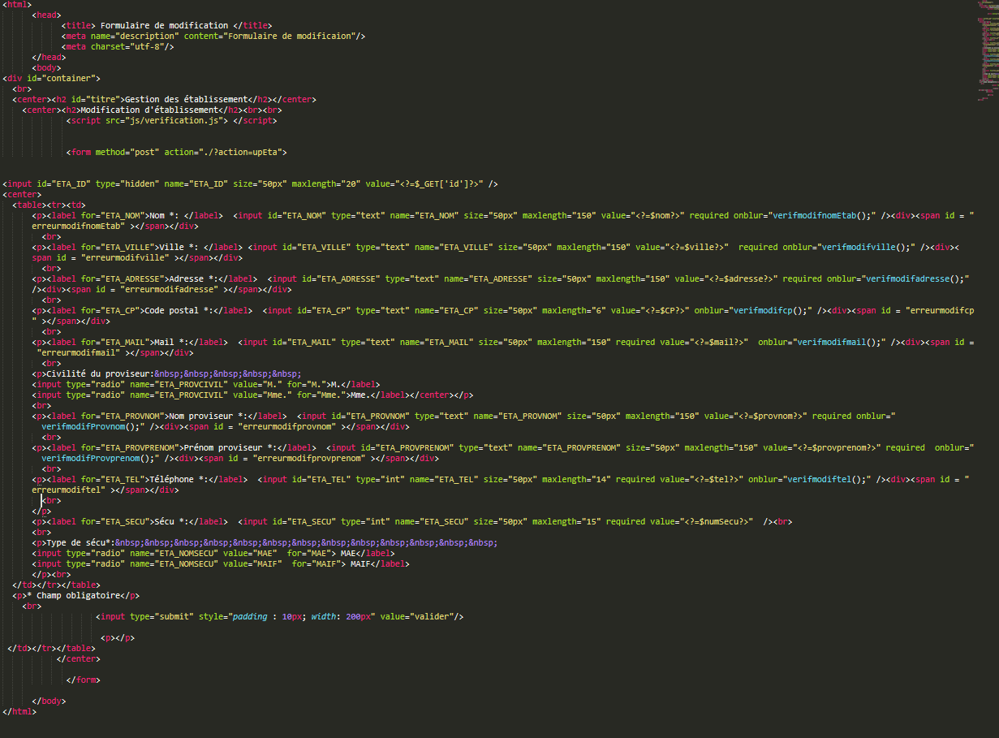 <html>
<head>
<title> Formulaire de modification </title>
<meta name="description" content="Formulaire de modificaion"/>
<meta charset="utf-8"/>
</head>
<body>
<div id="container">
<br>
<center><h2 id="titre">Gestion des établissement</h2></center>
<center><h2>Modification d'établissement</h2><br><br>
<script src="js/verification.js"> </script>
<form method="post" action="./?action=upEta">
<input id="ETA_ID" type="hidden" name="ETA_ID" size="50px" maxlength="20" value="<?=$_GET['id']?>" />
<center>
<table><tr><td>
<p><label for="ETA_NOM">Nom *: </label>  <input id="ETA_NOM" type="text" name="ETA_NOM" size="50px" maxlength="150" value="<?=$nom?>" required onblur="verifmodifnomEtab();" /><div><span id = "
erreurmodifnomEtab" ></span></div>
<br>
<p><label for="ETA_VILLE">Ville *: </label> <input id="ETA_VILLE" type="text" name="ETA_VILLE" size="50px" maxlength="150" value="<?=$ville?>"  required onblur="verifmodifville();" /><div><
span id = "erreurmodifville" ></span></div>
<br>
<p><label for="ETA_ADRESSE">Adresse *:</label>  <input id="ETA_ADRESSE" type="text" name="ETA_ADRESSE" size="50px" maxlength="150" value="<?=$adresse?>" required onblur="verifmodifadresse();"
/><div><span id = "erreurmodifadresse" ></span></div>
<br>
<p><label for="ETA_CP">Code postal *:</label>  <input id="ETA_CP" type="text" name="ETA_CP" size="50px" maxlength="6" value="<?=$CP?>" onblur="verifmodifcp();" /><div><span id = "erreurmodifcp
" ></span></div>
<br>
<p><label for="ETA_MAIL">Mail *:</label>  <input id="ETA_MAIL" type="text" name="ETA_MAIL" size="50px" maxlength="150" required value="<?=$mail?>"  onblur="verifmodifmail();" /><div><span id =
"erreurmodifmail" ></span></div>
<br>
<p>Civilité du proviseur:&nbsp;&nbsp;&nbsp;&nbsp;&nbsp;
<input type="radio" name="ETA_PROVCIVIL" value="M." for="M.">M.</label>
<input type="radio" name="ETA_PROVCIVIL" value="Mme." for="Mme.">Mme.</label></center></p>
<br>
<p><label for="ETA_PROVNOM">Nom proviseur *:</label>  <input id="ETA_PROVNOM" type="text" name="ETA_PROVNOM" size="50px" maxlength="150" value="<?=$provnom?>" required onblur="
verifmodifProvnom();" /><div><span id = "erreurmodifprovnom" ></span></div>
<br>
<p><label for="ETA_PROVPRENOM">Prénom proviseur *:</label>  <input id="ETA_PROVPRENOM" type="text" name="ETA_PROVPRENOM" size="50px" maxlength="150" value="<?=$provprenom?>" required  onblur="
verifmodifProvprenom();" /><div><span id = "erreurmodifprovprenom" ></span></div>
<br>
<p><label for="ETA_TEL">Téléphone *:</label>  <input id="ETA_TEL" type="int" name="ETA_TEL" size="50px" maxlength="14" required value="<?=$tel?>" onblur="verifmodiftel();" /><div><span id = "
erreurmodiftel" ></span></div>
<br>
</p>
<p><label for="ETA_SECU">Sécu *:</label>  <input id="ETA_SECU" type="int" name="ETA_SECU" size="50px" maxlength="15" required value="<?=$numSecu?>"  /><br>
<br>
<p>Type de sécu*:&nbsp;&nbsp;&nbsp;&nbsp;&nbsp;&nbsp;&nbsp;&nbsp;&nbsp;&nbsp;&nbsp;&nbsp;&nbsp;
<input type="radio" name="ETA_NOMSECU" value="MAE"  for="MAE"> MAE</label>
<input type="radio" name="ETA_NOMSECU" value="MAIF"  for="MAIF"> MAIF</label>
</p><br>
</td></tr></table>
<p>* Champ obligatoire</p>
<br>
<input type="submit" style="padding : 10px; width: 200px" value="valider"/>
<p></p>
</td></tr></table>
</center>
</form>
</body>
</html>